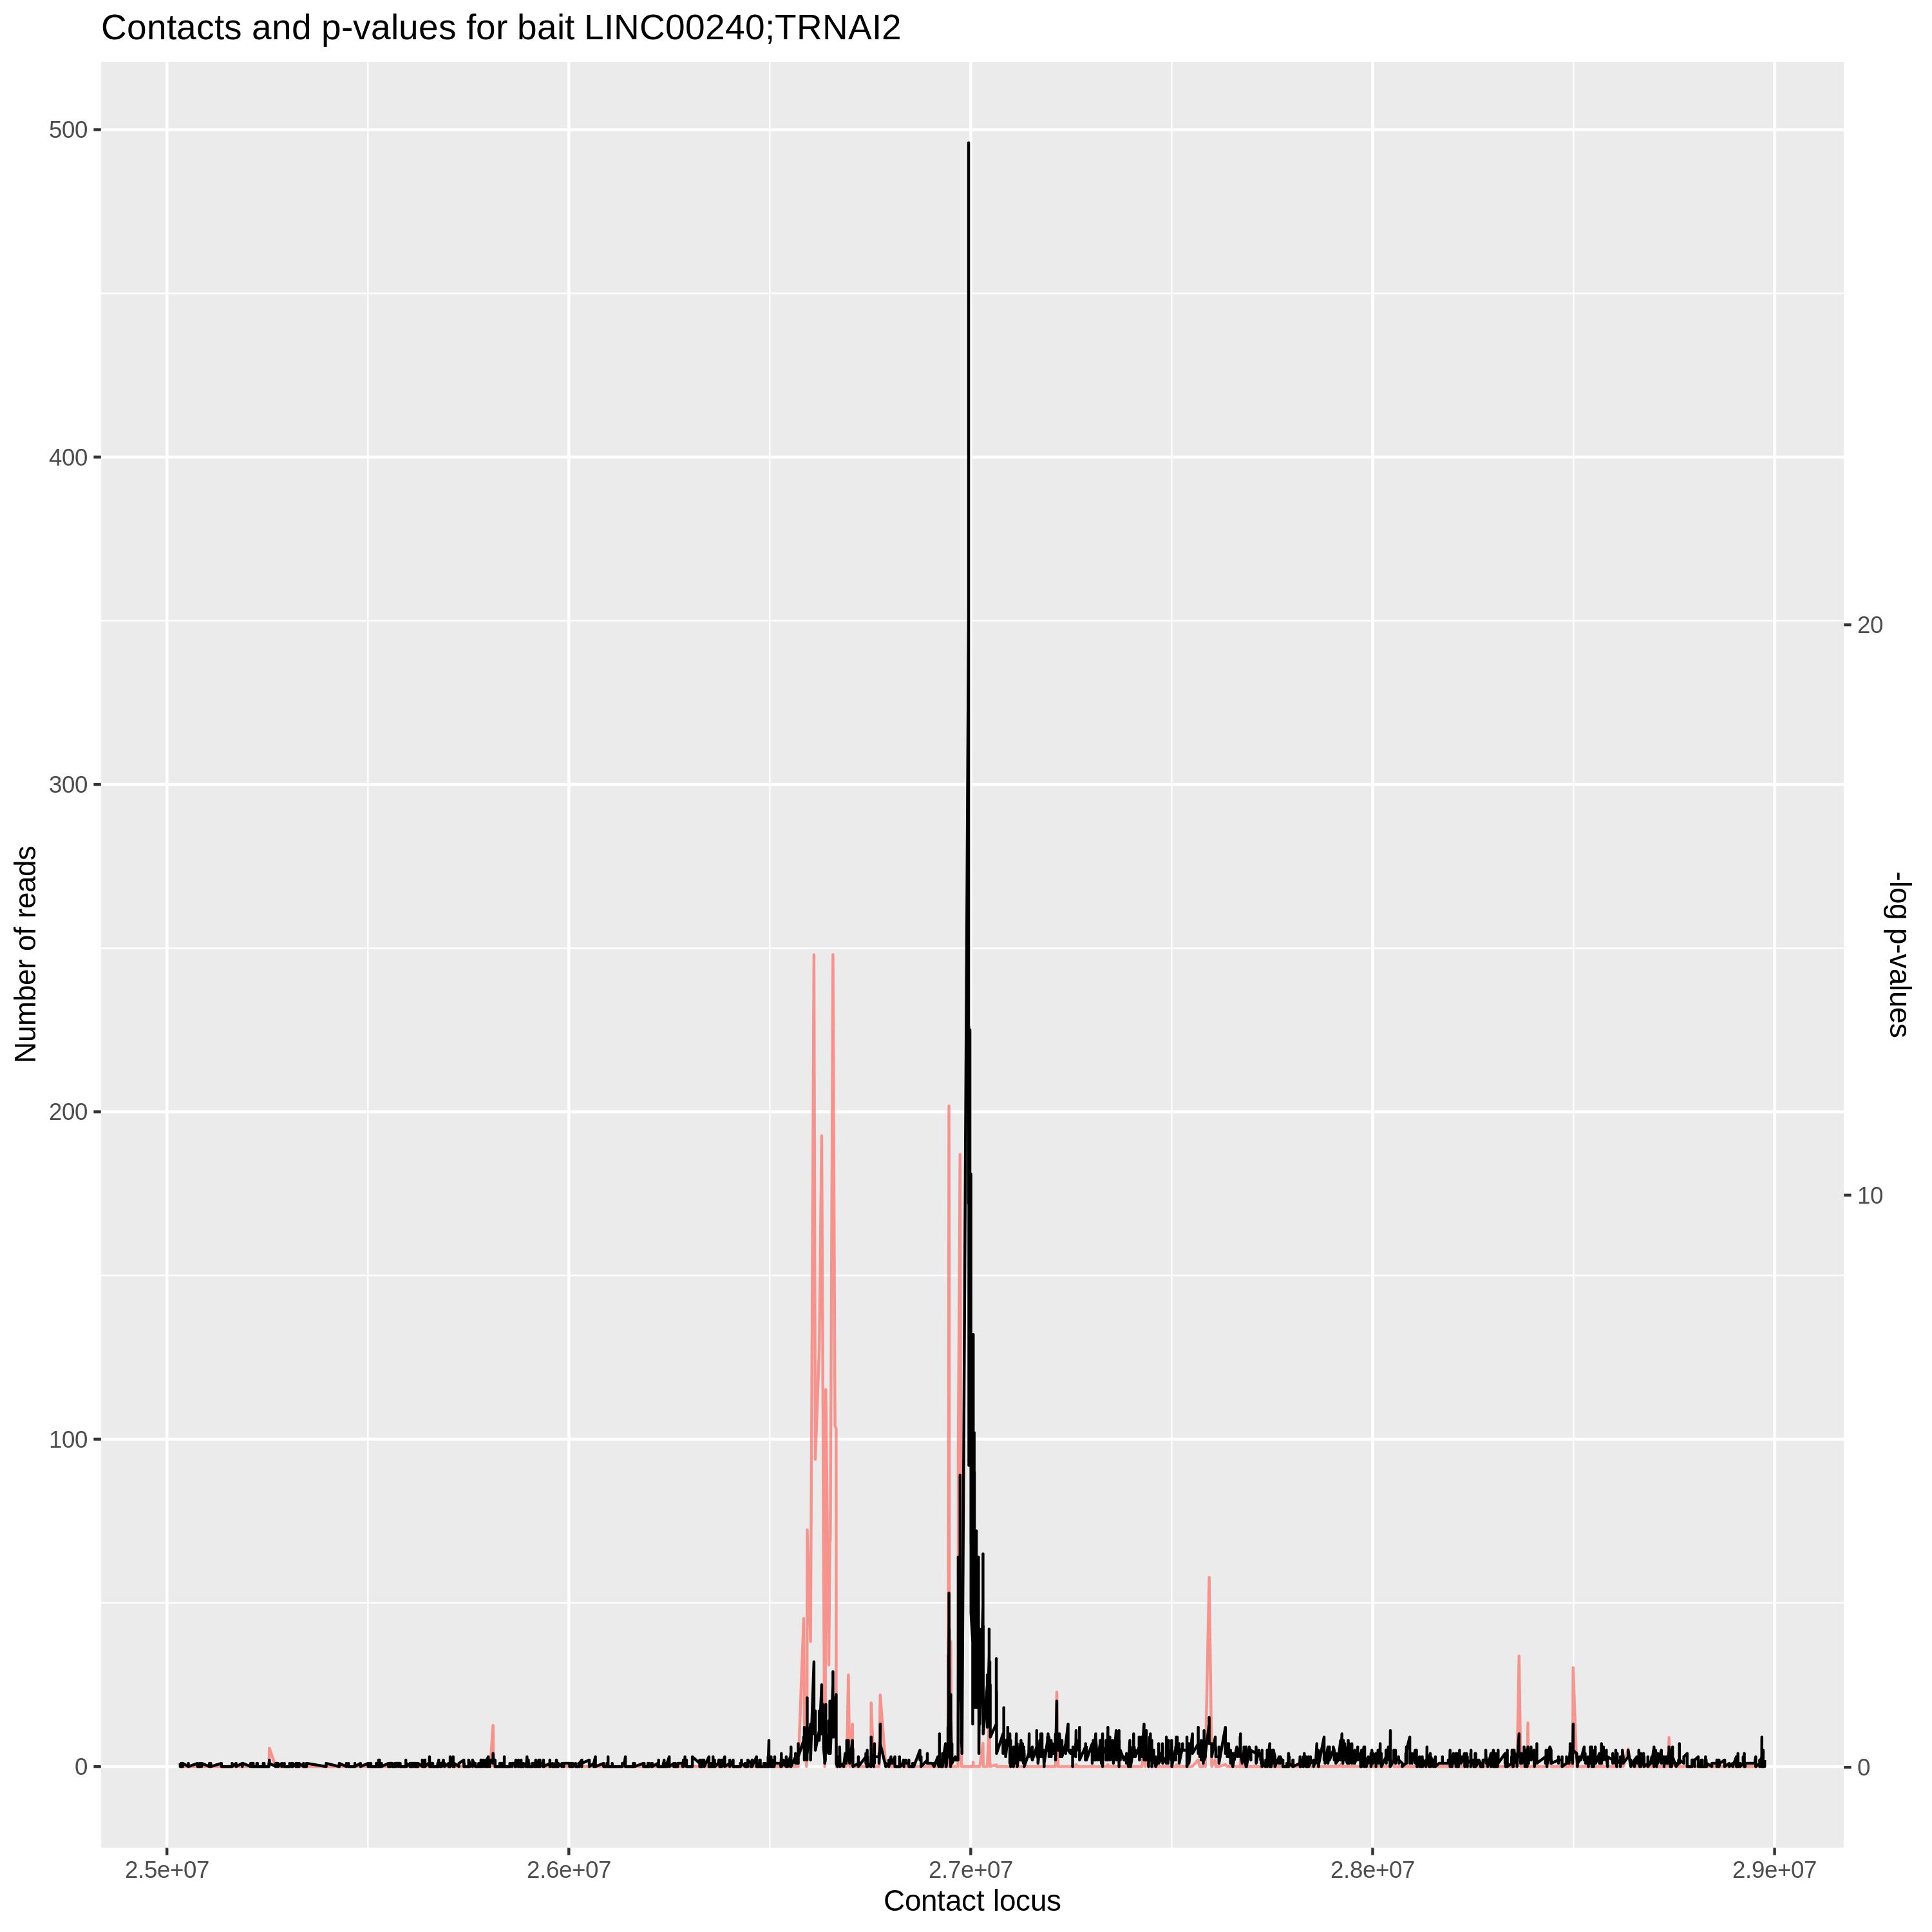 Contacts and p-values for bait LINC00240;TRNAI2
500
400
300
200
100
0
Number of reads
20
10
0
-log p-values
2.5e+07 2.6e+07 2.7e+07 2.8e+07 2.9e+07
Contact locus